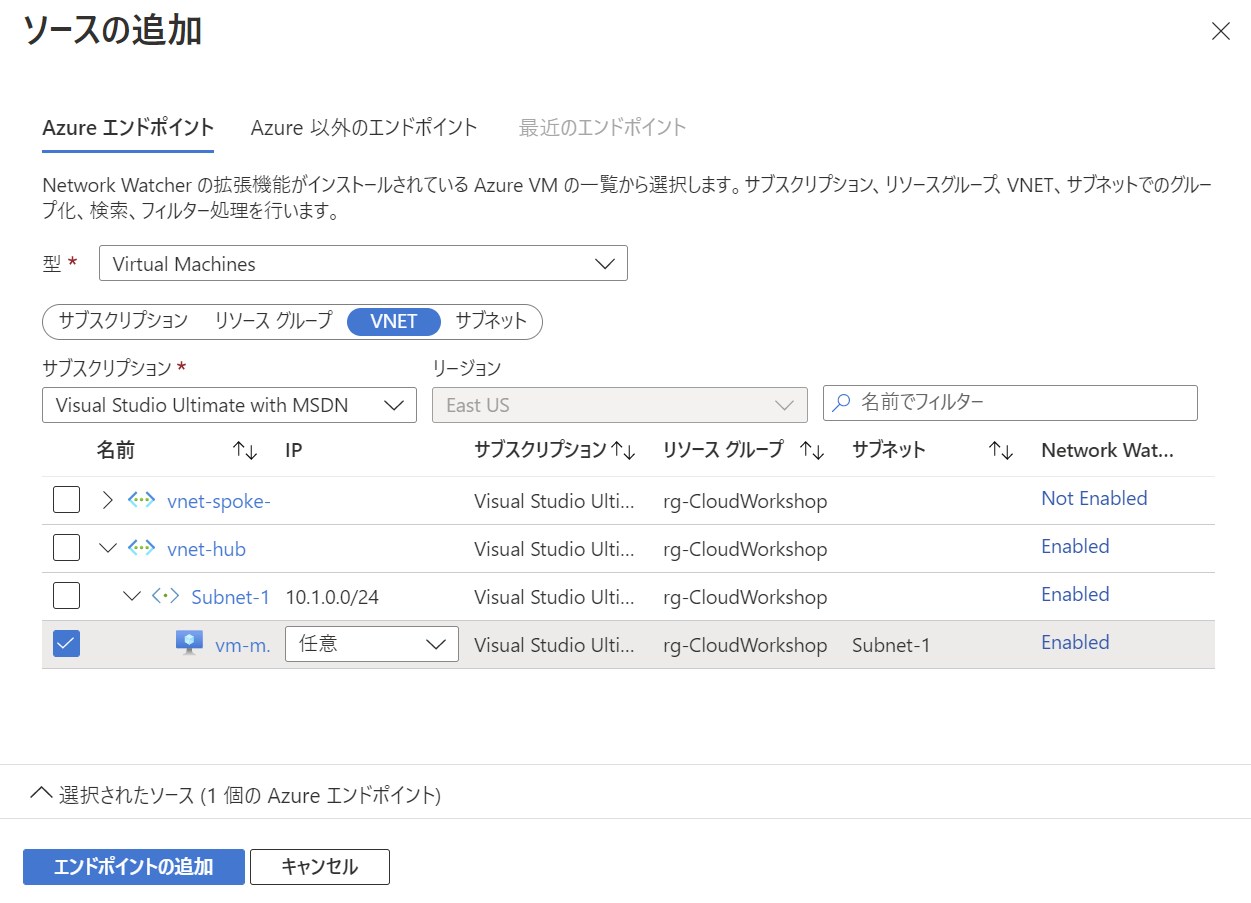 ソースの追加
Azure エンドポイント Azure 以外のエンドポイント 最近のエンドポイント
Network Watcher の拡張機能がインストールされている Azure VM の一覧から選択します。サブスクリプション、リソースグループ、VNET、サブネットでのグルー
プ化、検索、フィルター処理を行います。
型 * Virtual Machines
サブスクリプション リソース グループ VNET サブネット
サブスクリプション * リージョン
Visual Studio Ultimate with MSDN East US 名前でフィルター
名前 IP サブスクリプション リソース グループ サブネット Network Wat...
vnet-spoke- Visual Studio Ulti... rg-CloudWorkshop Not Enabled
vnet-hub Visual Studio Ulti... rg-CloudWorkshop Enabled
Subnet-1 10.1.0.0/24 Visual Studio Ulti... rg-CloudWorkshop Enabled
vm-m. 任意 Visual Studio Ulti... rg-CloudWorkshop Subnet-1 Enabled
選択されたソース (1 個の Azure エンドポイント)
エンドポイントの追加 キャンセル